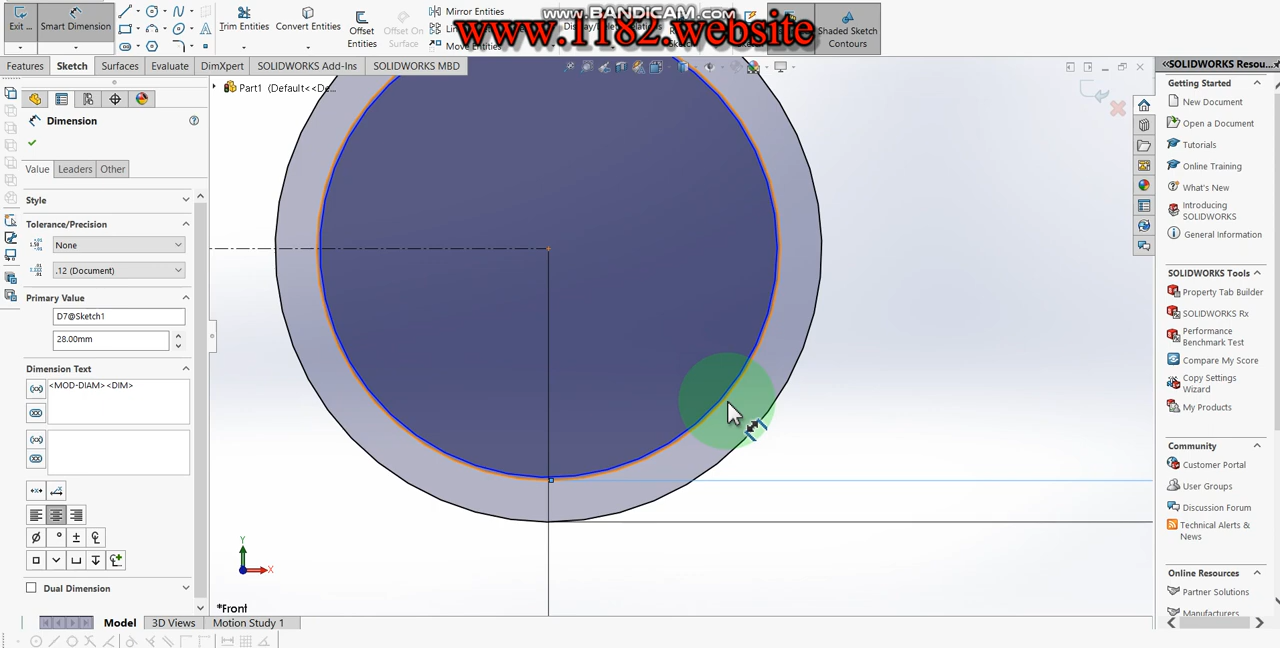 www.BANDICAM.com
www.1182.website
Exit ...
Smart Dimension
Trim Entities
Convert Entities
Offset Entities
Offset On Surface
Mirror Entities
Move Entities
Shaded Sketch Contours
Features
Sketch
Surfaces
Evaluate
DimXpert
SOLIDWORKS Add-Ins
SOLIDWORKS MBD
Part1 (Default<<De...
Dimension
Value
Leaders
Other
Style
Tolerance/Precision
None
.12 (Document)
Primary Value
D7@Sketch1
28.00mm
Dimension Text
<MOD-DIAM><DIM>
Dual Dimension
Y
X
*Front
Model
3D Views
Motion Study 1
SOLIDWORKS Resou...
Getting Started
New Document
Open a Document
Tutorials
Online Training
What's New
Introducing SOLIDWORKS
General Information
SOLIDWORKS Tools
Property Tab Builder
SOLIDWORKS Rx
Performance Benchmark Test
Compare My Score
Copy Settings Wizard
My Products
Community
Customer Portal
User Groups
Discussion Forum
Technical Alerts & News
Online Resources
Partner Solutions
Manufacturers